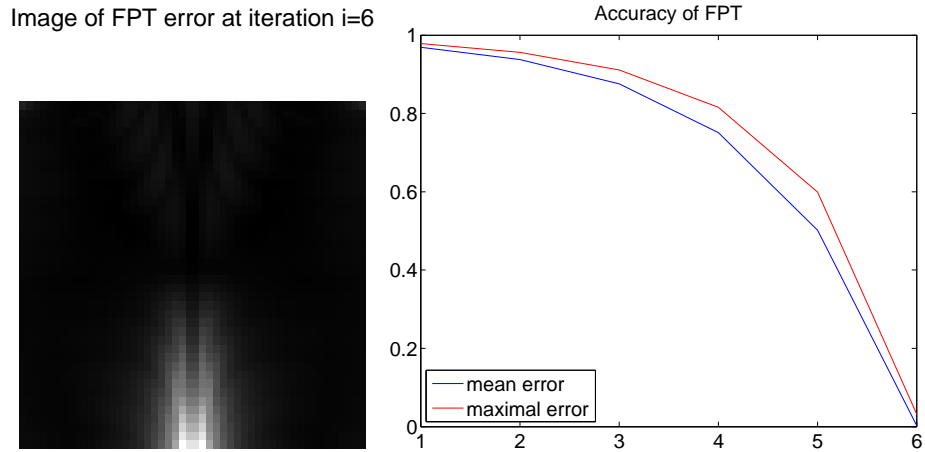 Image of FPT error at iteration i=6
Accuracy of FPT
1
0.8
0.6
0.4
0.2
0
mean error
maximal error
1 2 3 4 5 6